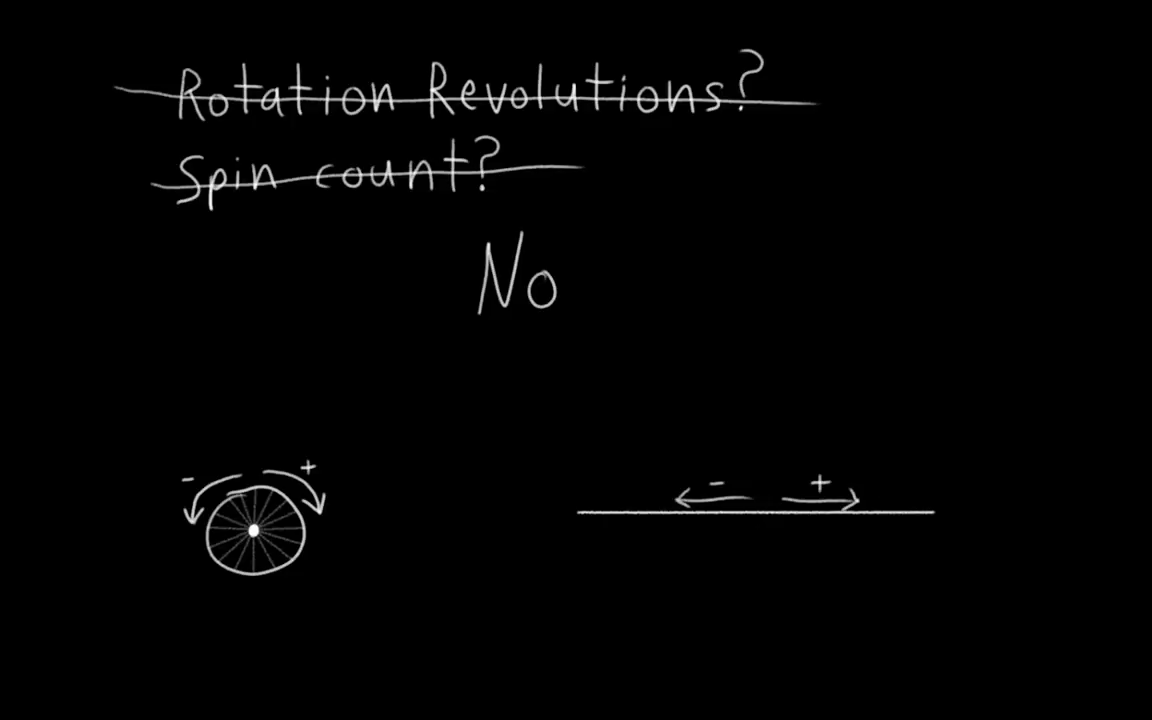 Rotation Revolutions?
Spin count?
No
- +
- +